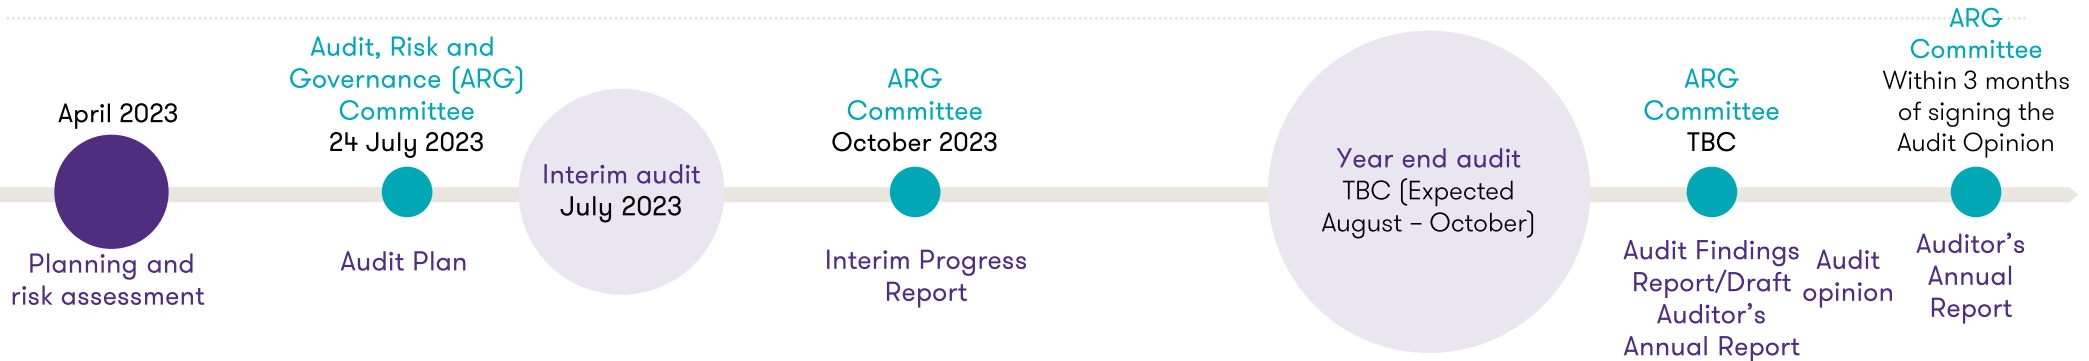 April 2023
Planning and
risk assessment
Audit, Risk and
Governance (ARG)
Committee
24 July 2023
Audit Plan
Interim audit
July 2023
ARG
Committee
October 2023
Interim Progress
Report
Year end audit
TBC (Expected
August – October)
ARG
Committee
TBC
Audit Findings
Report/Draft
Auditor's
Annual Report
Audit
opinion
ARG
Committee
Within 3 months
of signing the
Audit Opinion
Auditor's
Annual
Report